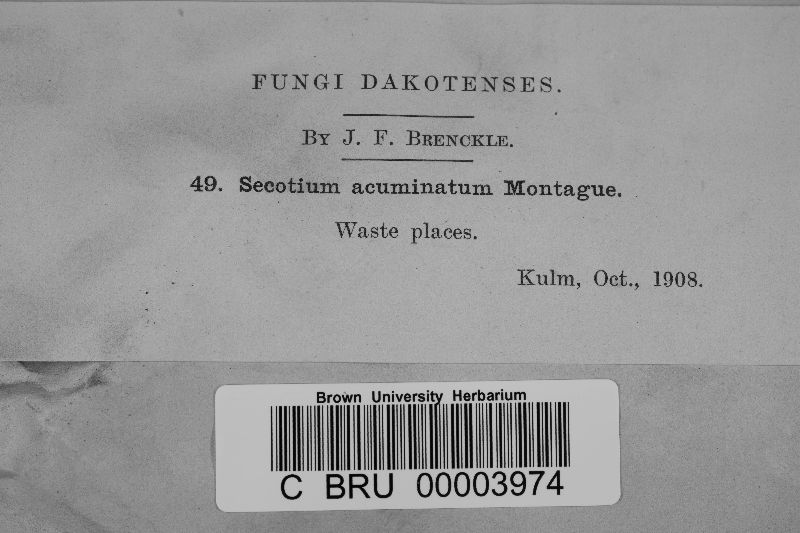 FUNGI DAKOTENSES.
BY J. F. BRENCKLE.
49. Secotium acuminatum Montague.
Waste places.
Kulm, Oct., 1908.
Brown University Herbarium
C BRU 00003974